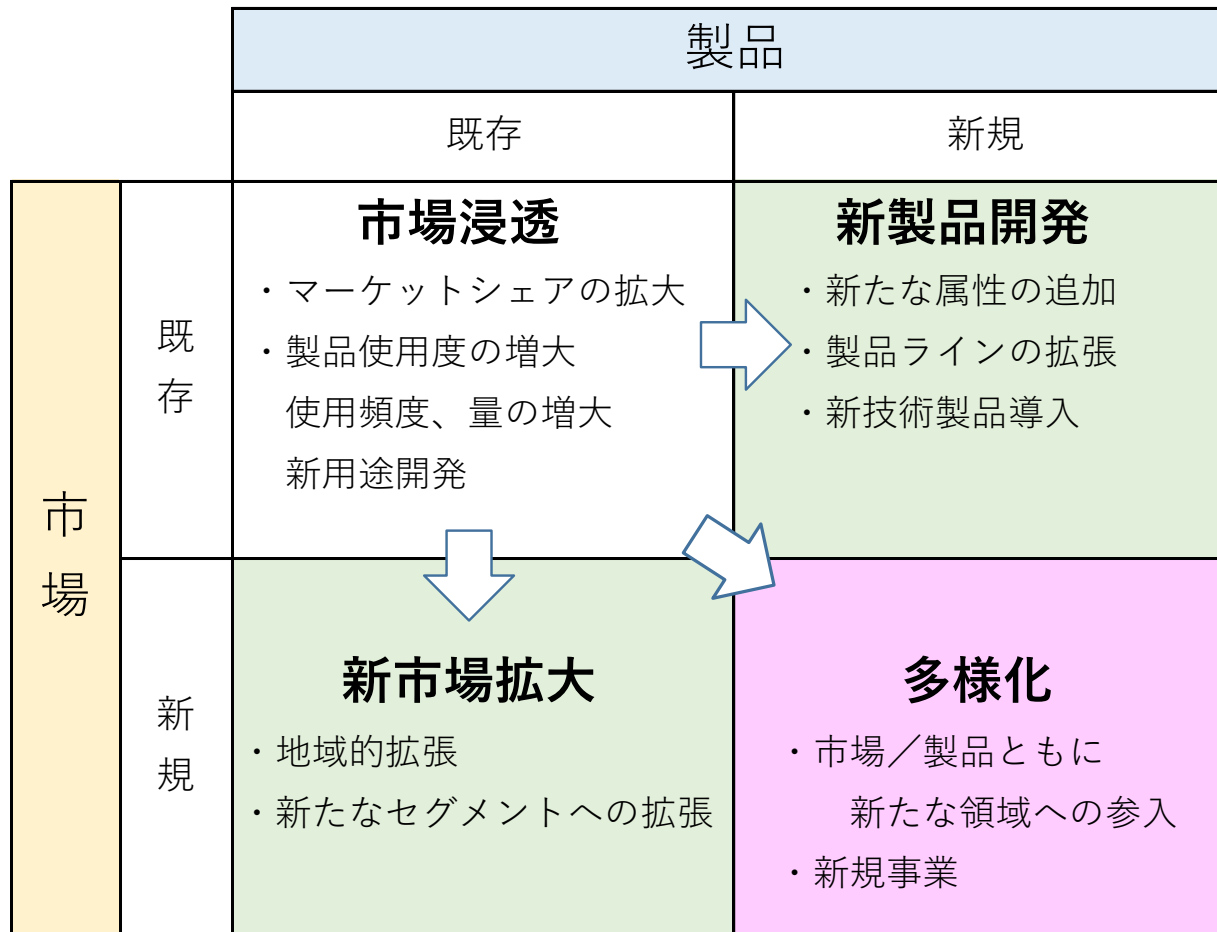 製品
既存
新規
市場
既存
市場浸透
・マーケットシェアの拡大
・製品使用度の増大
使用頻度、量の増大
新用途開発
新製品開発
・新たな属性の追加
・製品ラインの拡張
・新技術製品導入
新規
新市場拡大
・地域的拡張
・新たなセグメントへの拡張
多様化
・市場／製品ともに
新たな領域への参入
・新規事業